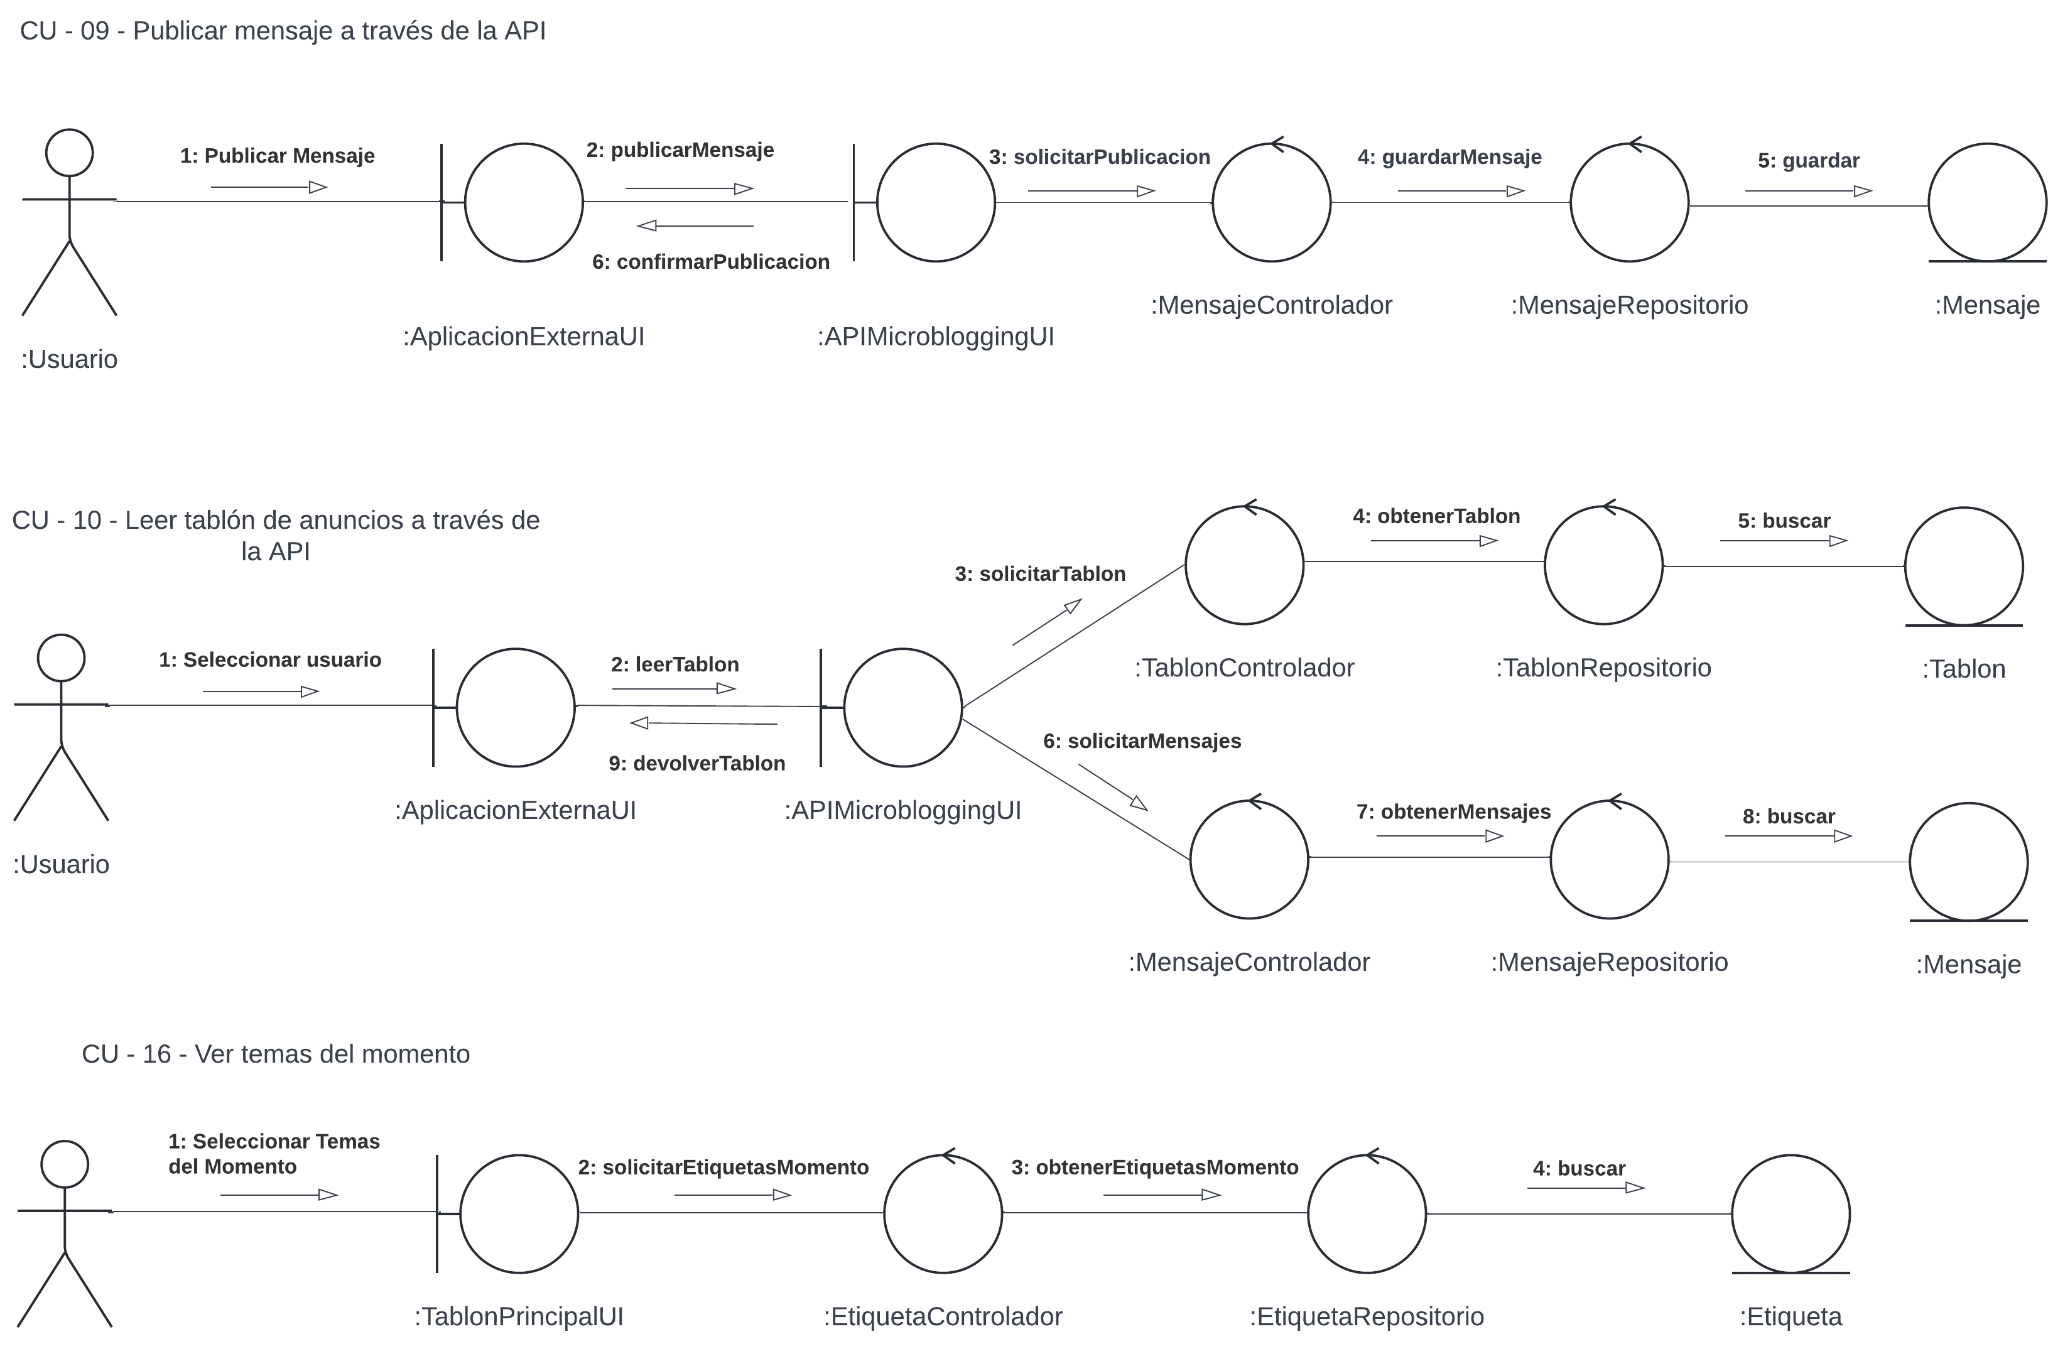 CU - 09 - Publicar mensaje a través de la API
1: Publicar Mensaje
2: publicarMensaje
3: solicitarPublicacion
4: guardarMensaje
5: guardar
6: confirmarPublicacion
:Usuario
:AplicacionExternaUI
:APIMicrobloggingUI
:MensajeControlador
:MensajeRepositorio
:Mensaje
CU - 10 - Leer tablón de anuncios a través de
la API
1: Seleccionar usuario
2: leerTablon
3: solicitarTablon
4: obtenerTablon
5: buscar
:TablonControlador
:TablonRepositorio
:Tablon
6: solicitarMensajes
7: obtenerMensajes
8: buscar
9: devolverTablon
:Usuario
:AplicacionExternaUI
:APIMicrobloggingUI
:MensajeControlador
:MensajeRepositorio
:Mensaje
CU - 16 - Ver temas del momento
1: Seleccionar Temas
del Momento
2: solicitarEtiquetasMomento
3: obtenerEtiquetasMomento
4: buscar
:TablonPrincipalUI
:EtiquetaControlador
:EtiquetaRepositorio
:Etiqueta